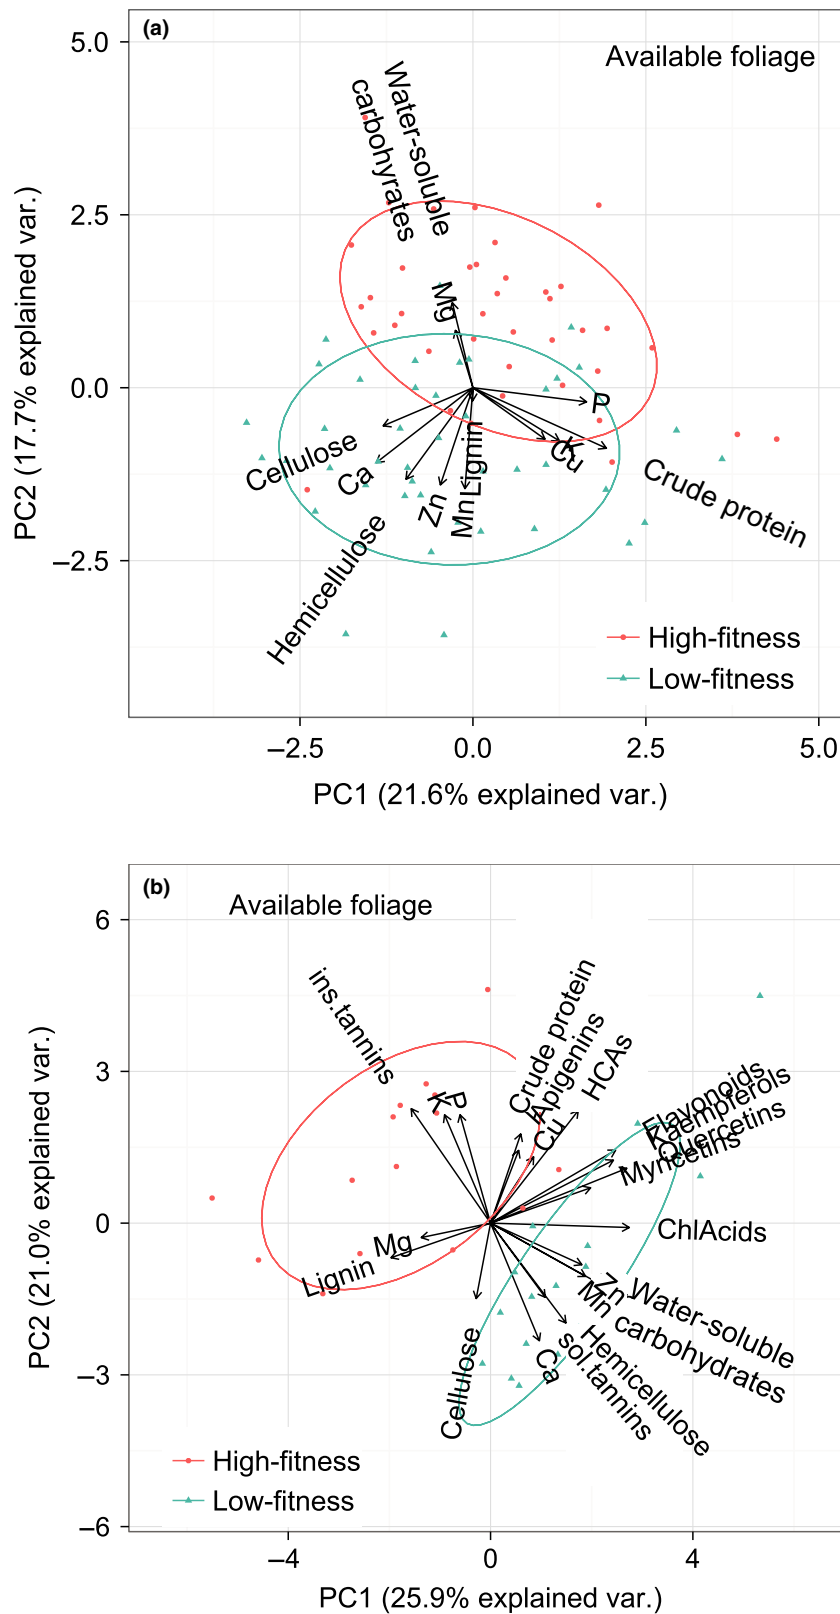 (a)
Available foliage
5.0
2.5
0.0
−2.5
PC2 (17.7% explained var.)
Water-soluble
carbohyrates
Mg
P
K
Cu
Crude protein
Lignin
Mn
Zn
Cellulose
Ca
Hemicellulose
High-fitness
Low-fitness
−2.5
0.0
2.5
5.0
PC1 (21.6% explained var.)
(b)
Available foliage
6
3
0
−3
−6
PC2 (21.0% explained var.)
ins.tannins
K
P
Crude protein
Apigenins
Cu
HCAs
Flavonoids
Kaempferols
Quercetins
Myricetins
ChlAcids
Mg
Lignin
Zn
Mn
Water-soluble
carbohydrates
Hemicellulose
sol.tannins
Ca
Cellulose
High-fitness
Low-fitness
−4
0
4
PC1 (25.9% explained var.)